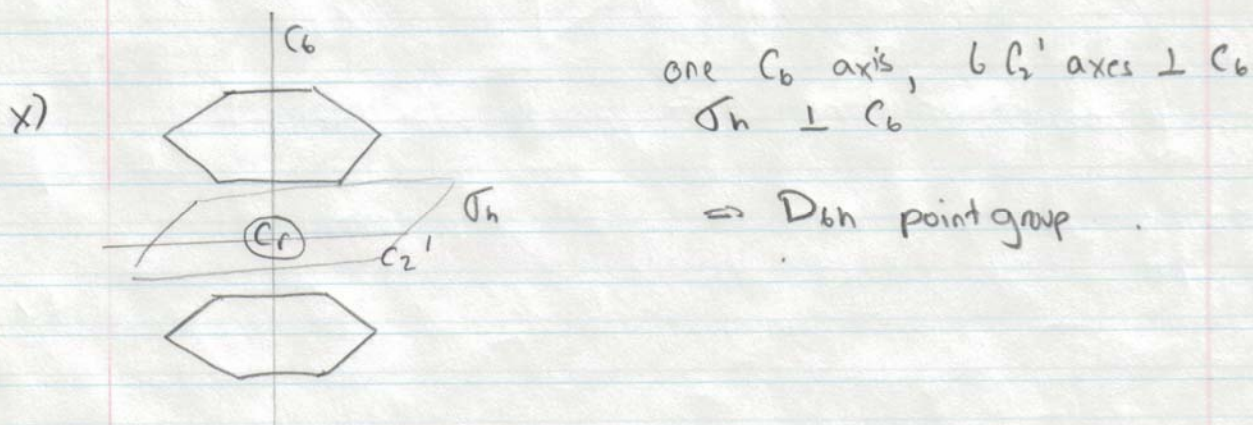 C6
x)
one C6 axis, 6 C2' axes ⊥ C6
σh ⊥ C6
σh
Cr
C2'
⇒ D6h point group.